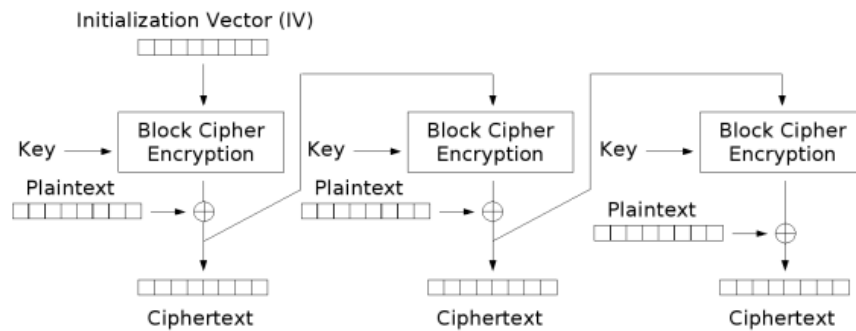 Initialization Vector (IV)
Block Cipher
Encryption
Key
Plaintext
Ciphertext
Block Cipher
Encryption
Key
Plaintext
Ciphertext
Block Cipher
Encryption
Key
Plaintext
Ciphertext